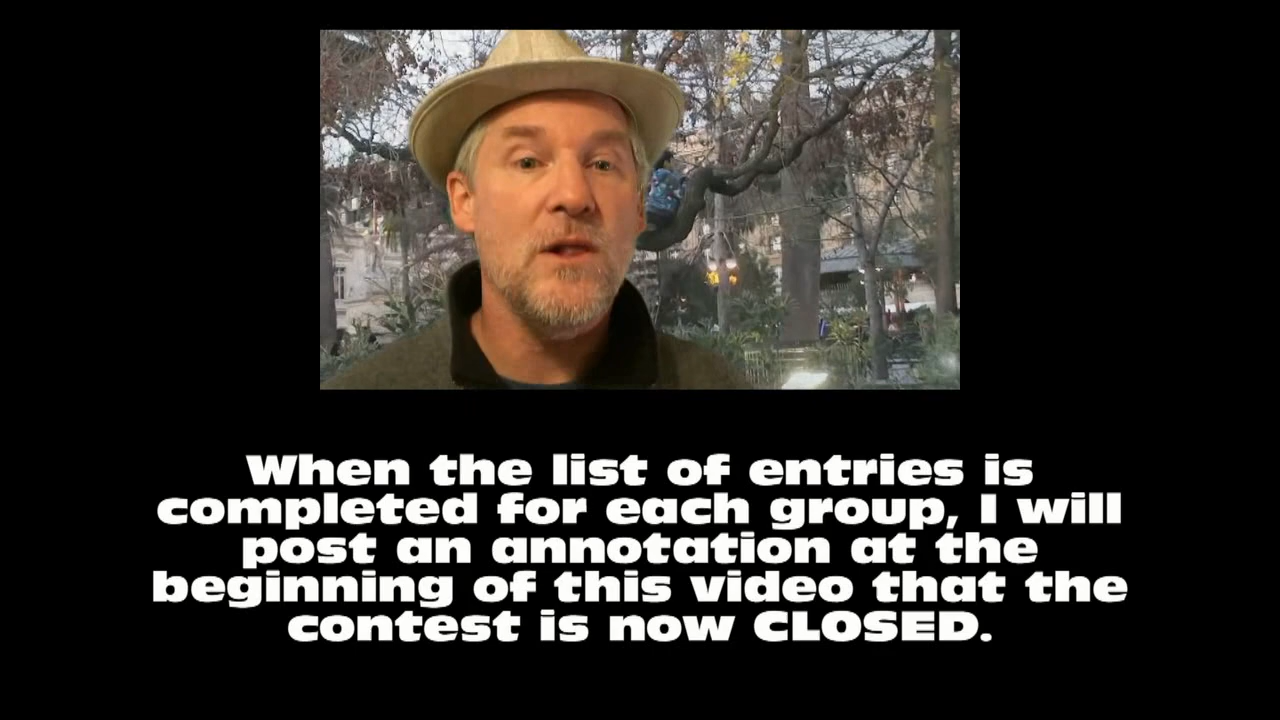 When the list of entries is
completed for each group, I will
post an annotation at the
beginning of this video that the
contest is now CLOSED.